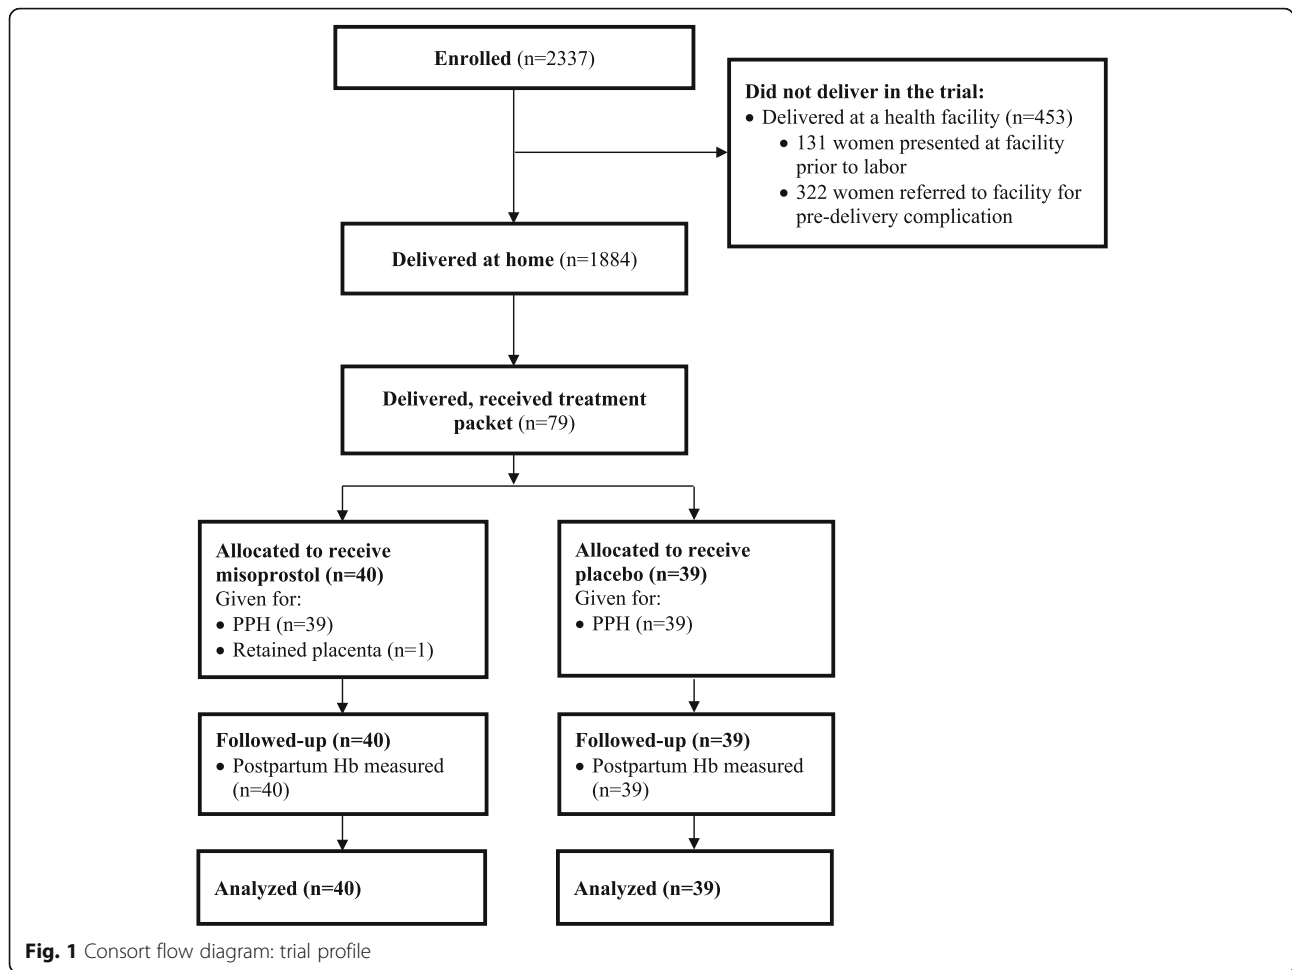 Enrolled (n=2337)
Did not deliver in the trial:
• Delivered at a health facility (n=453)
• 131 women presented at facility
prior to labor
• 322 women referred to facility for
pre-delivery complication
Delivered at home (n=1884)
Delivered, received treatment
packet (n=79)
Allocated to receive
misoprostol (n=40)
Given for:
• PPH (n=39)
• Retained placenta (n=1)
Allocated to receive
placebo (n=39)
Given for:
• PPH (n=39)
Followed-up (n=40)
• Postpartum Hb measured
(n=40)
Followed-up (n=39)
• Postpartum Hb measured
(n=39)
Analyzed (n=40)
Analyzed (n=39)
Fig. 1 Consort flow diagram: trial profile